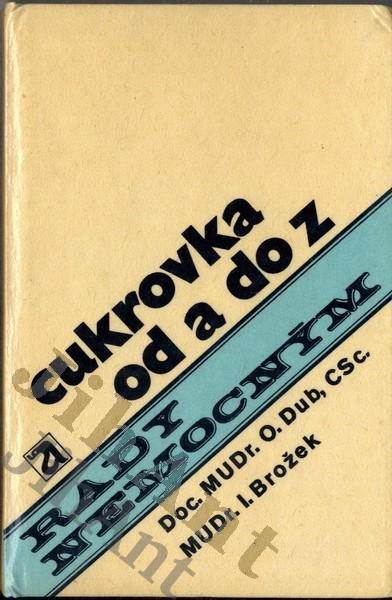 cukrovka
od a do z
a
RADY
NEMOCNÝM
Doc. MUDr. O. Dub, CSc.
MUDr. I. Brožek